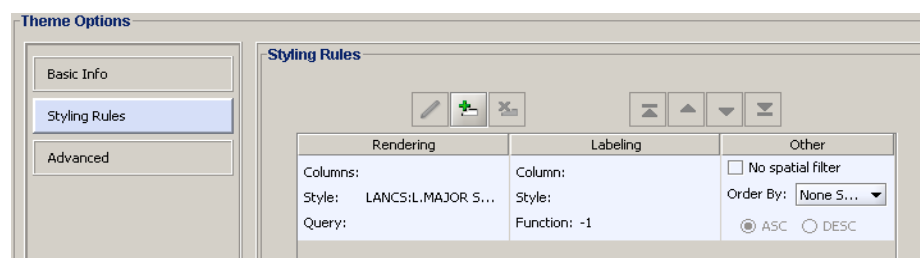 Theme Options
Basic Info
Styling Rules
Advanced
Styling Rules
Rendering Labeling Other
Columns: Column: No spatial filter
Style: LANCS:L.MAJOR S... Style: Order By: None S...
Query: Function: -1 ASC DESC